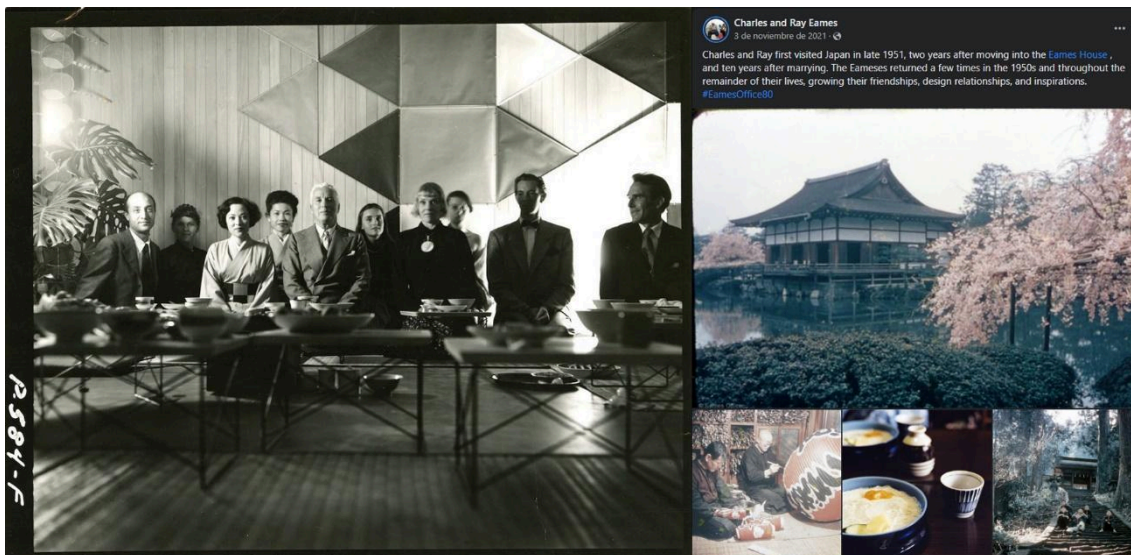 P.584-F
Charles and Ray Eames
3 de noviembre de 2021 ·
Charles and Ray first visited Japan in late 1951, two years after moving into the Eames House ,
and ten years after marrying. The Eameses returned a few times in the 1950s and throughout the
remainder of their lives, growing their friendships, design relationships, and inspirations.
#EamesOffice80